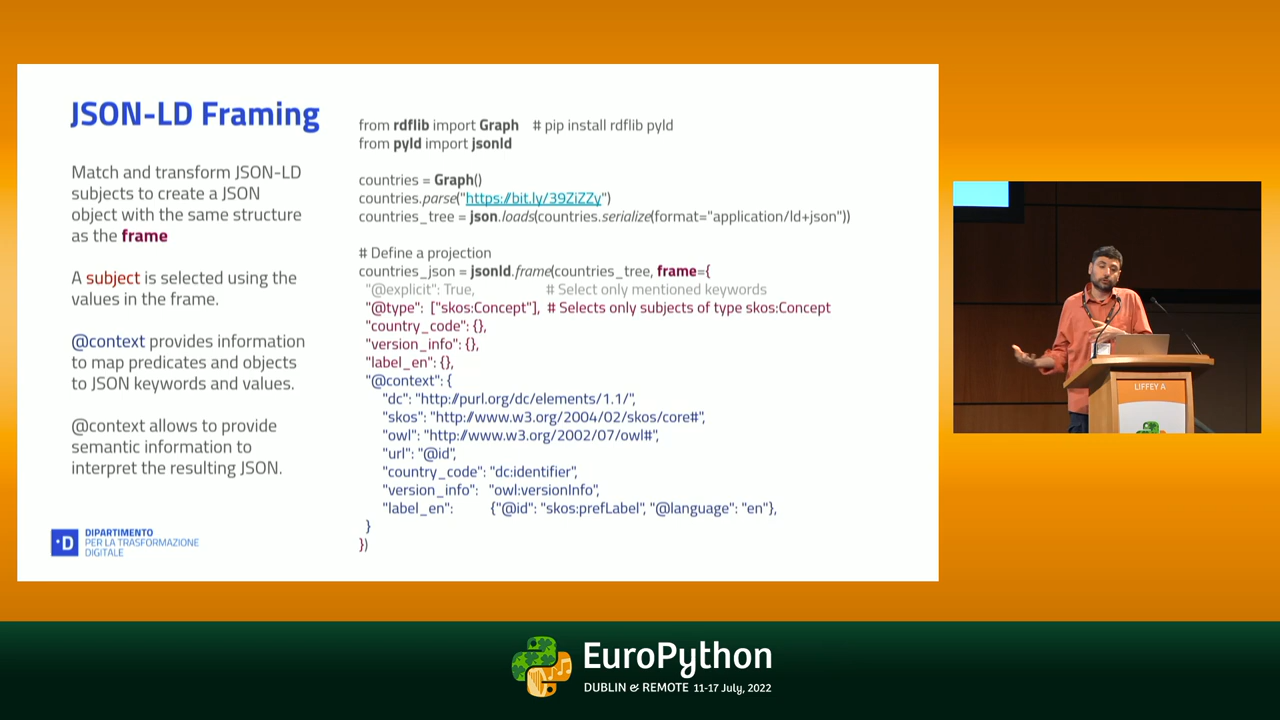 JSON-LD Framing
Match and transform JSON-LD
subjects to create a JSON
object with the same structure
as the frame
A subject is selected using the
values in the frame.
@context provides information
to map predicates and objects
to JSON keywords and values.
@context allows to provide
semantic information to
interpret the resulting JSON.
·D DIPARTIMENTO
PER LA TRASFORMAZIONE
DIGITALE
from rdflib import Graph # pip install rdflib pyld
from pyld import jsonld
countries = Graph()
countries.parse("https://bit.ly/39ZiZZy")
countries_tree = json.loads(countries.serialize(format="application/ld+json"))
# Define a projection
countries_json = jsonld.frame(countries_tree, frame={
"@explicit": True, # Select only mentioned keywords
"@type": ["skos:Concept"], # Selects only subjects of type skos:Concept
"country_code": {},
"version_info": {},
"label_en": {},
"@context": {
"dc": "http://purl.org/dc/elements/1.1/",
"skos": "http://www.w3.org/2004/02/skos/core#",
"owl": "http://www.w3.org/2002/07/owl#",
"url": "@id",
"country_code": "dc:identifier",
"version_info": "owl:versionInfo",
"label_en": {"@id": "skos:prefLabel", "@language": "en"},
}
})
LIFFEY A
EuroPython
DUBLIN & REMOTE 11-17 July, 2022